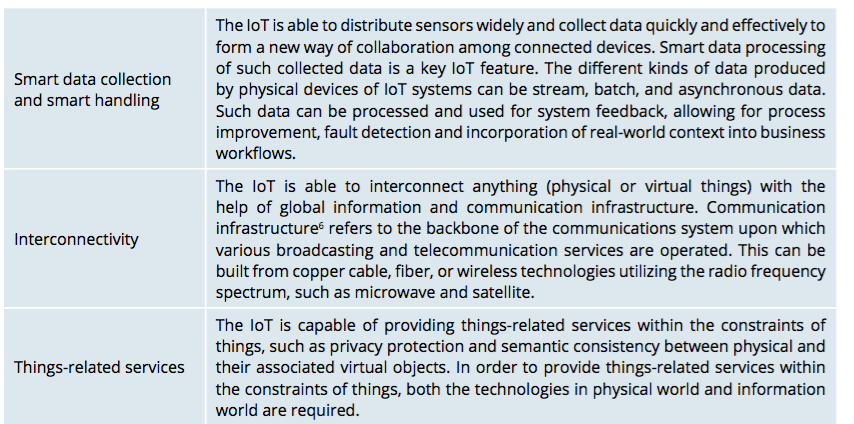 Smart data collection
and smart handling
The IoT is able to distribute sensors widely and collect data quickly and effectively to
form a new way of collaboration among connected devices. Smart data processing
of such collected data is a key IoT feature. The different kinds of data produced
by physical devices of IoT systems can be stream, batch, and asynchronous data.
Such data can be processed and used for system feedback, allowing for process
improvement, fault detection and incorporation of real-world context into business
workflows.
Interconnectivity
The IoT is able to interconnect anything (physical or virtual things) with the
help of global information and communication infrastructure. Communication
infrastructure⁶ refers to the backbone of the communications system upon which
various broadcasting and telecommunication services are operated. This can be
built from copper cable, fiber, or wireless technologies utilizing the radio frequency
spectrum, such as microwave and satellite.
Things-related services
The IoT is capable of providing things-related services within the constraints of
things, such as privacy protection and semantic consistency between physical and
their associated virtual objects. In order to provide things-related services within
the constraints of things, both the technologies in physical world and information
world are required.